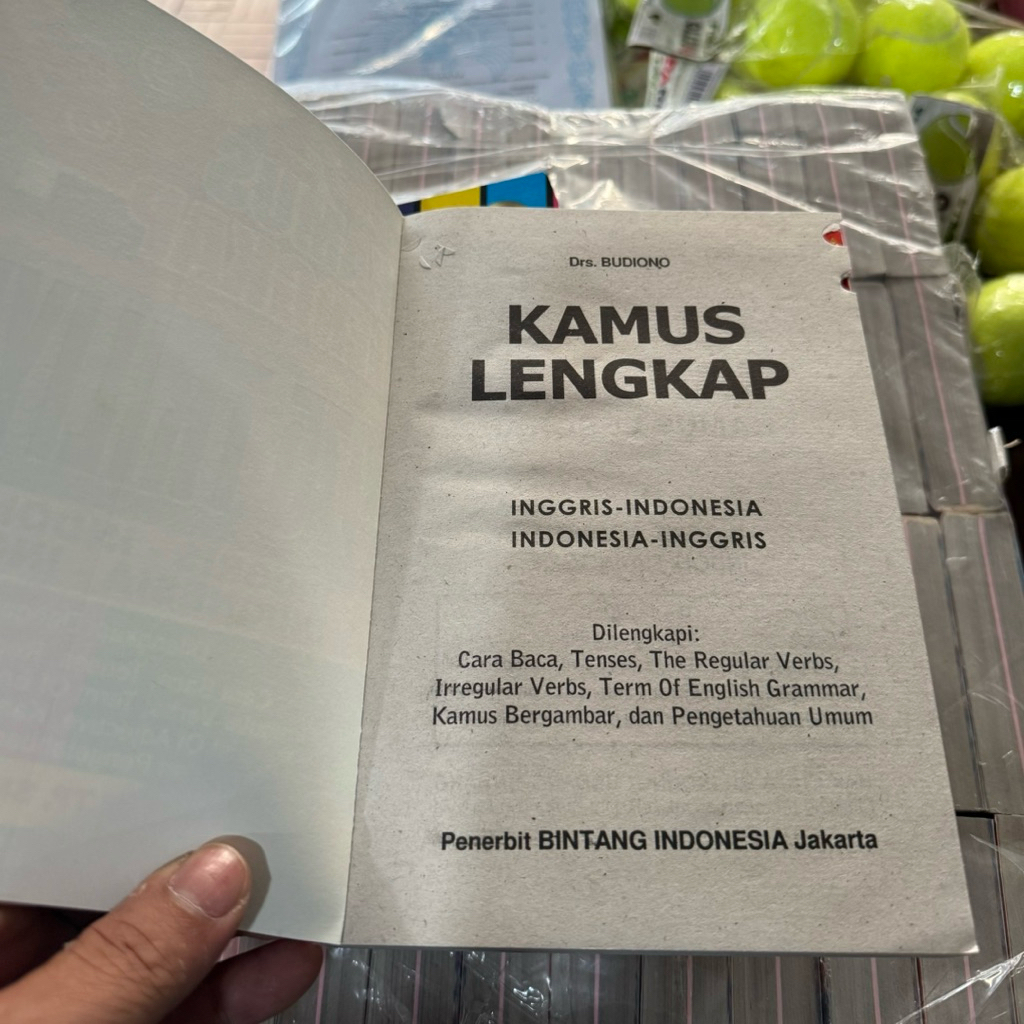 Drs. BUDIONO
KAMUS
LENGKAP
INGGRIS-INDONESIA
INDONESIA-INGGRIS
Dilengkapi:
Cara Baca, Tenses, The Regular Verbs,
Irregular Verbs, Term Of English Grammar,
Kamus Bergambar, dan Pengetahuan Umum
Penerbit BINTANG INDONESIA Jakarta